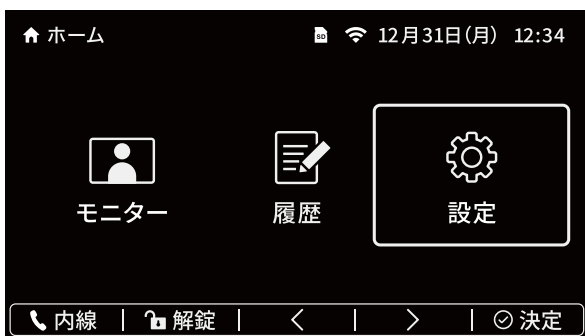 ホーム SD 12月31日(月) 12:34
モニター 履歴 設定
内線 解錠 < > 決定